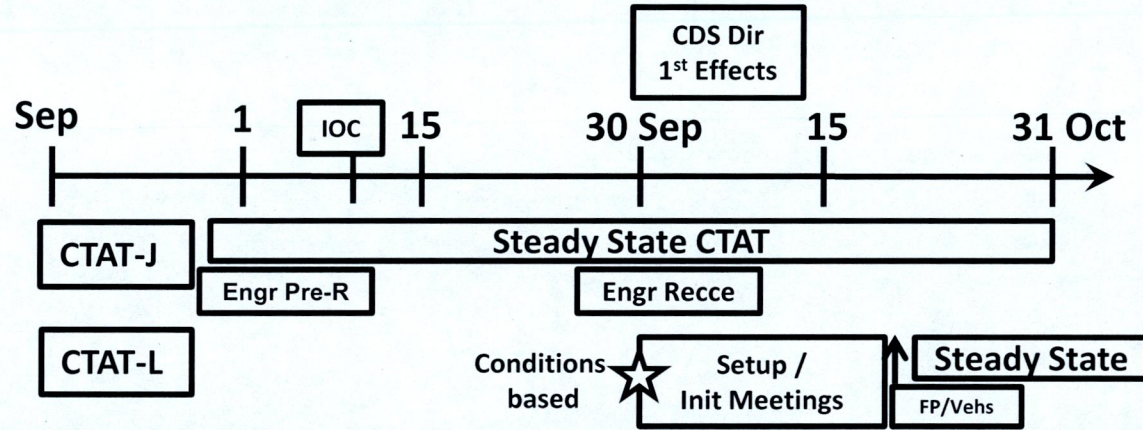 CDS Dir
1st Effects
Sep
1
IOC
15
30 Sep
15
31 Oct
CTAT-J
Steady State CTAT
Engr Pre-R
Engr Recce
CTAT-L
Conditions
based
Setup /
Init Meetings
Steady State
FP/Vehs